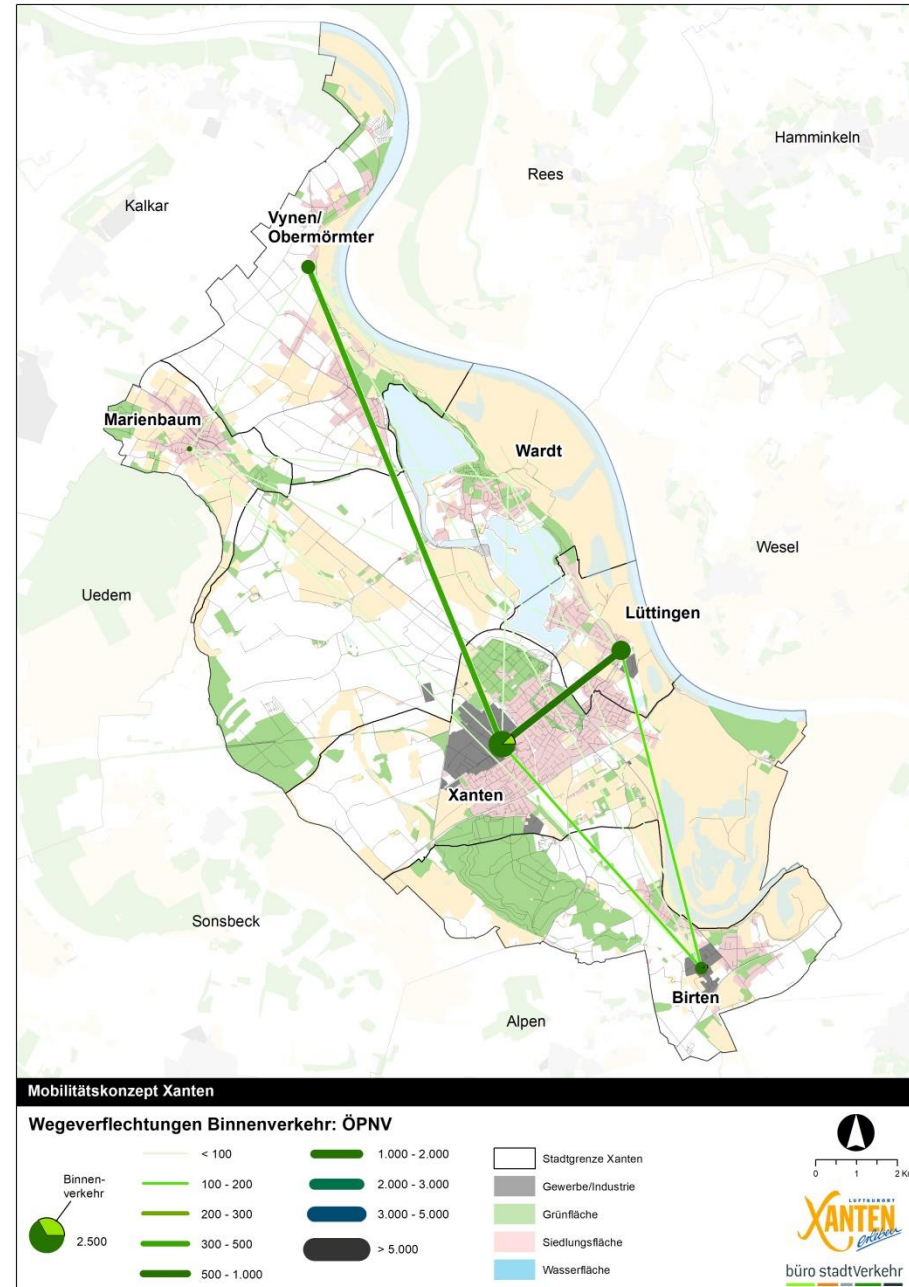 Hamminkeln
Rees
Kalkar
Vynen/
Obermörmter
Marienbaum
Wardt
Wesel
Uedem
Lüttingen
Xanten
Sonsbeck
Birten
Alpen
Mobilitätskonzept Xanten
Wegeverflechtungen Binnenverkehr: ÖPNV
Binnen-
verkehr
2.500
< 100
100 - 200
200 - 300
300 - 500
500 - 1.000
1.000 - 2.000
2.000 - 3.000
3.000 - 5.000
> 5.000
Stadtgrenze Xanten
Gewerbe/Industrie
Grünfläche
Siedlungsfläche
Wasserfläche
0 1 2 Km
LUFTKURORT
XANTEN
Erleben
büro stadtVerkehr